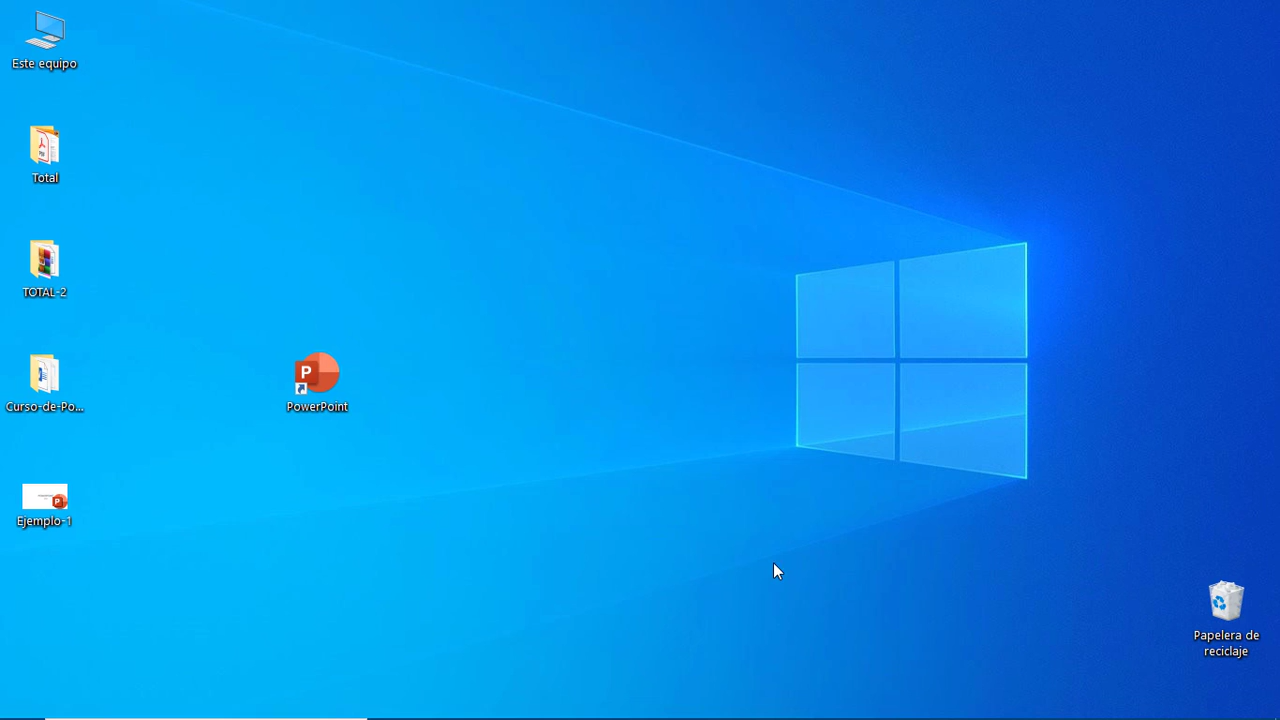 Este equipo
Total
TOTAL-2
Curso-de-Po...
PowerPoint
Ejemplo-1
Papelera de
reciclaje